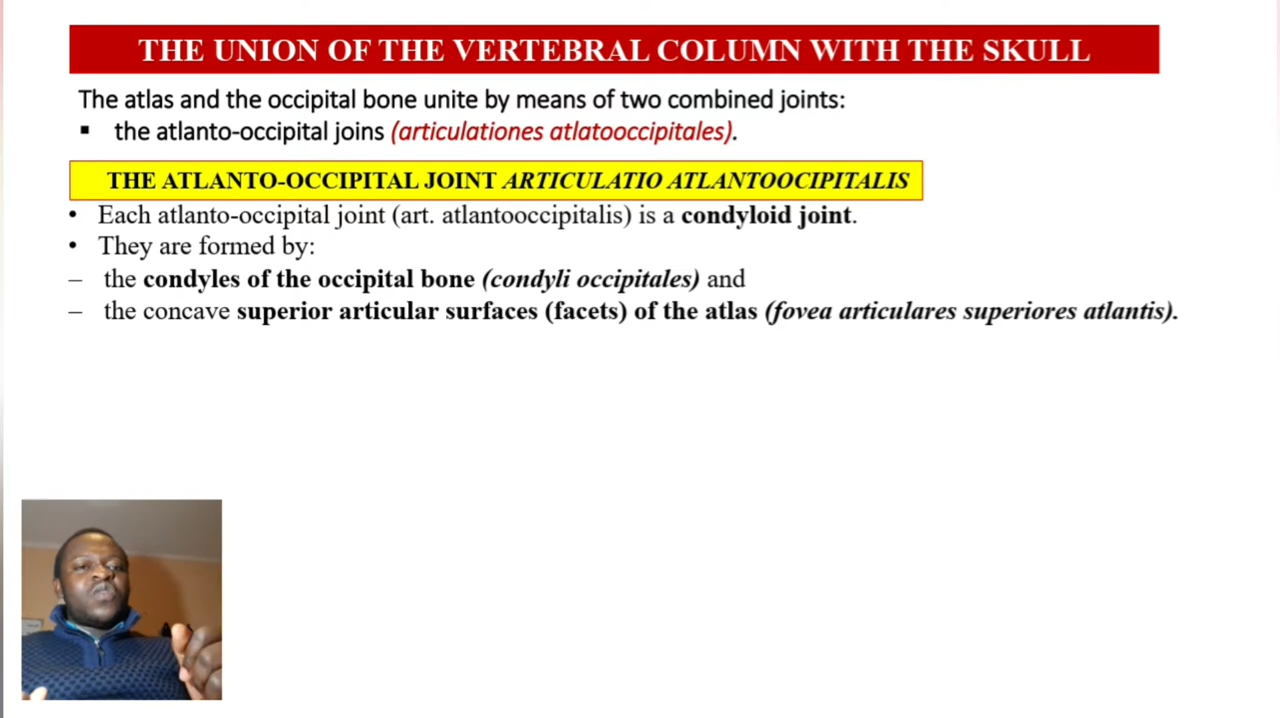 THE UNION OF THE VERTEBRAL COLUMN WITH THE SKULL
The atlas and the occipital bone unite by means of two combined joints:
▪ the atlanto-occipital joins (articulationes atlatooccipitales).
THE ATLANTO-OCCIPITAL JOINT ARTICULATIO ATLANTOOCIPITALIS
• Each atlanto-occipital joint (art. atlantooccipitalis) is a condyloid joint.
• They are formed by:
– the condyles of the occipital bone (condyli occipitales) and
– the concave superior articular surfaces (facets) of the atlas (fovea articulares superiores atlantis).